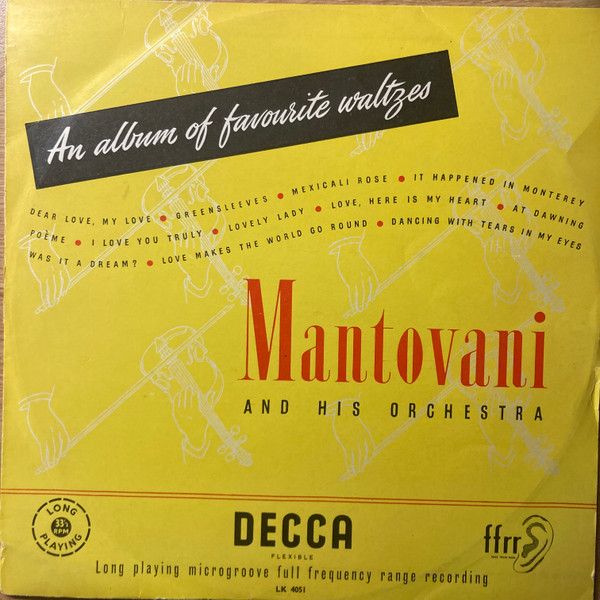 An album of favourite waltzes
DEAR LOVE, MY LOVE • GREENSLEEVES • MEXICALI ROSE • IT HAPPENED IN MONTEREY
POÈME • I LOVE YOU TRULY • LOVELY LADY • LOVE, HERE IS MY HEART • AT DAWNING
WAS IT A DREAM? • LOVE MAKES THE WORLD GO ROUND • DANCING WITH TEARS IN MY EYES
Mantovani
AND HIS ORCHESTRA
LONG
33⅓
RPM
PLAYING
DECCA
FLEXIBLE
ffrr
Long playing microgroove full frequency range recording
LK 4051